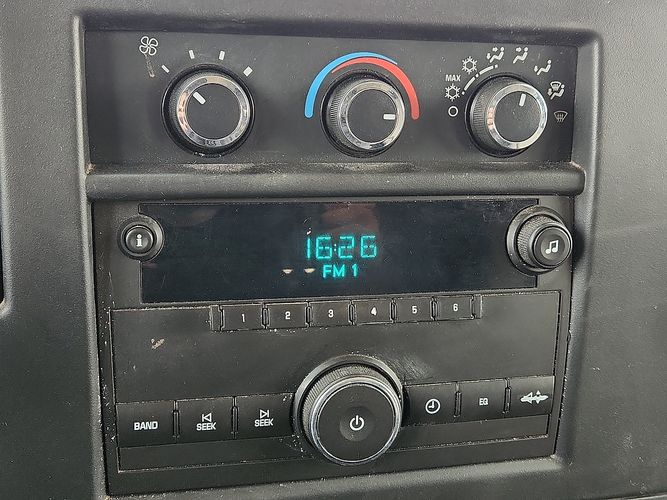 MAX
16:26
FM 1
1 2 3 4 5 6
BAND SEEK SEEK EQ